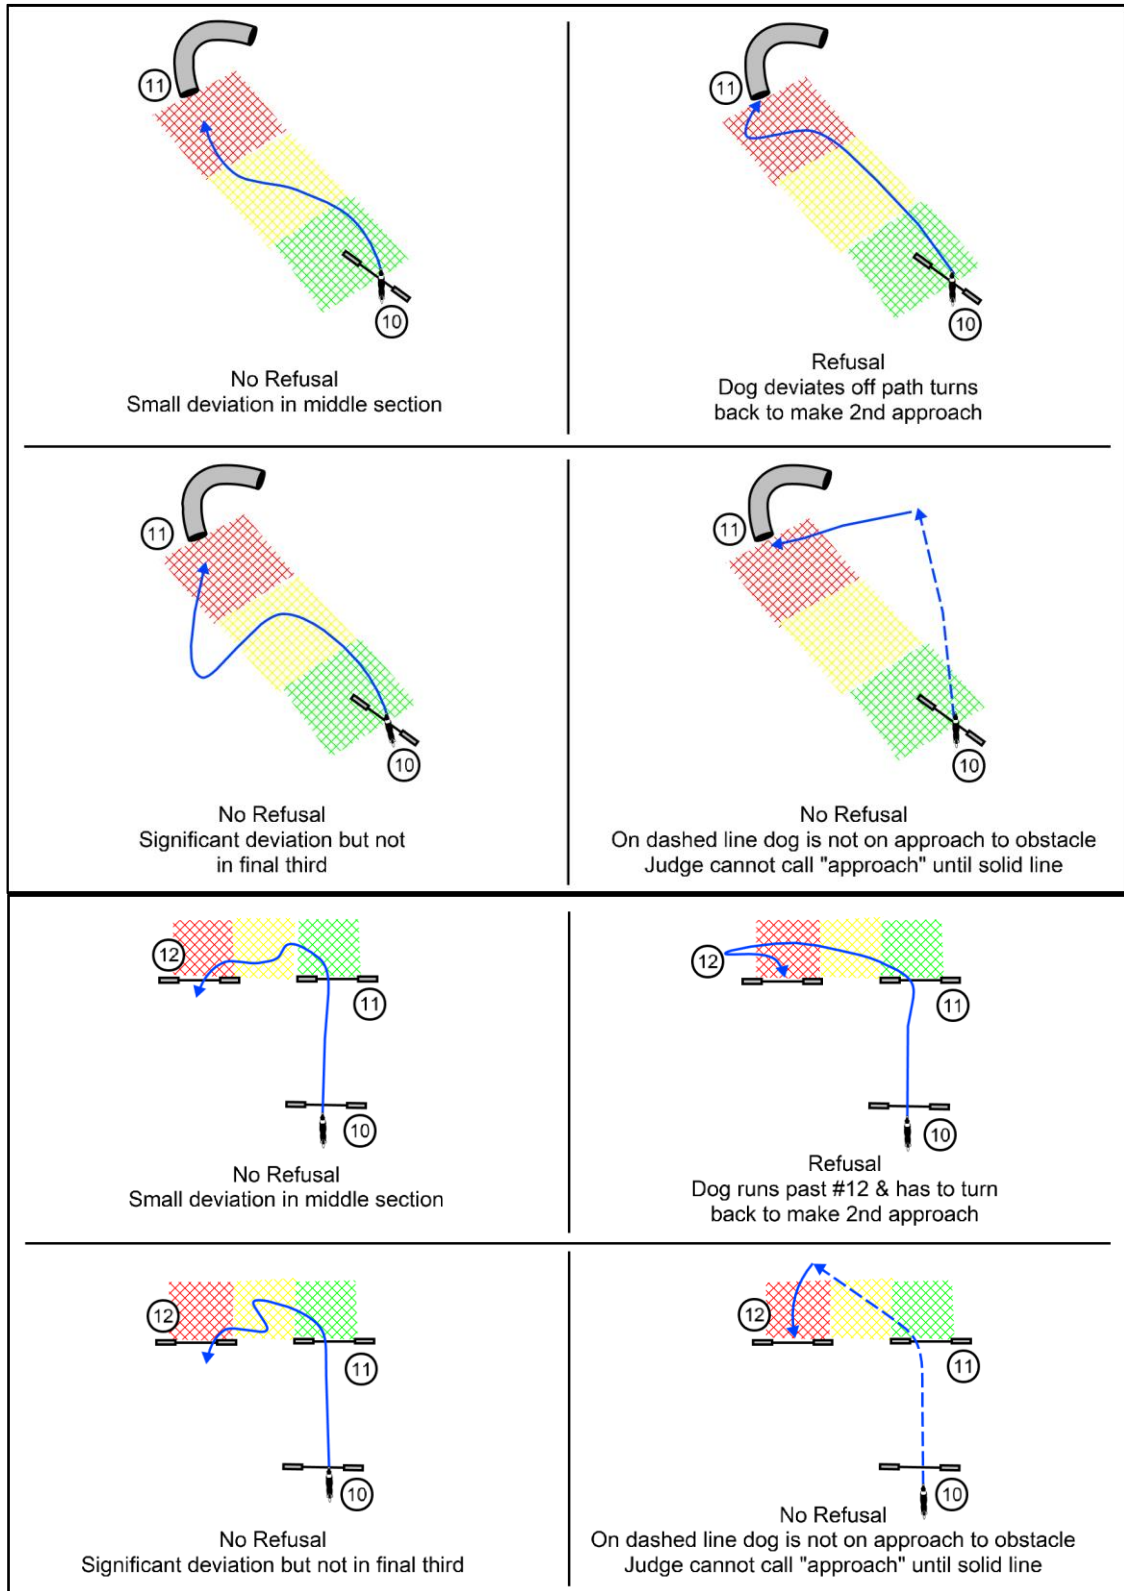 11
10
No Refusal
Small deviation in middle section
11
10
Refusal
Dog deviates off path turns
back to make 2nd approach
11
10
No Refusal
Significant deviation but not
in final third
11
10
No Refusal
On dashed line dog is not on approach to obstacle
Judge cannot call "approach" until solid line
12
11
10
No Refusal
Small deviation in middle section
12
11
10
Refusal
Dog runs past #12 & has to turn
back to make 2nd approach
12
11
10
No Refusal
Significant deviation but not in final third
12
11
10
No Refusal
On dashed line dog is not on approach to obstacle
Judge cannot call "approach" until solid line